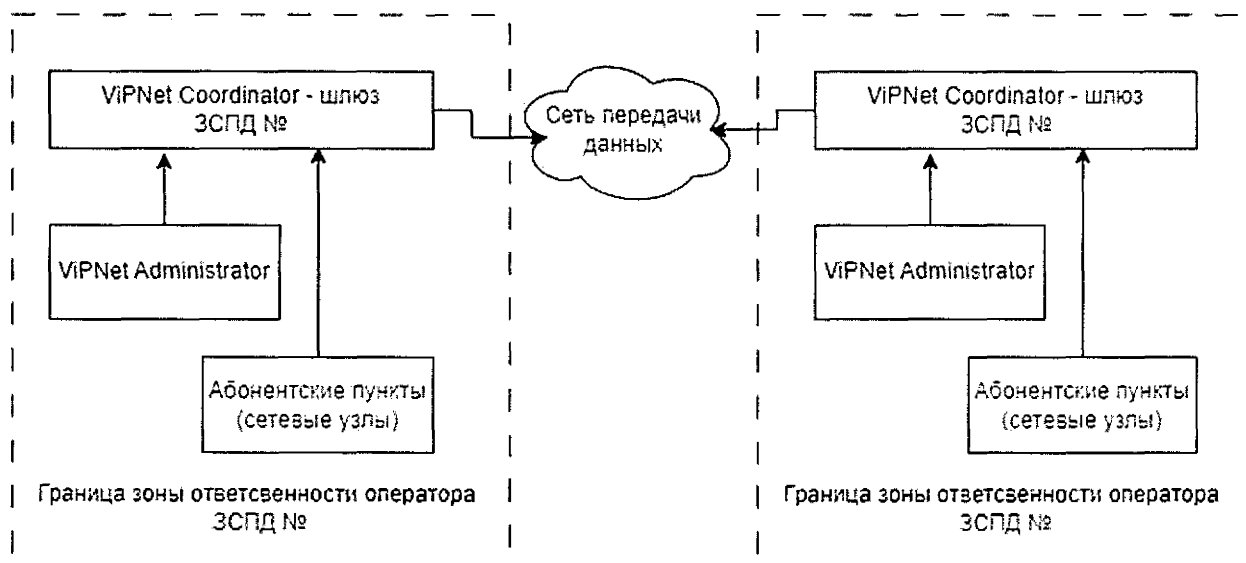 ViPNet Coordinator - шлюз
ЗСПД №
ViPNet Administrator
Абонентские пункты
(сетевые узлы)
Граница зоны ответсвенности оператора
ЗСПД №
Сеть передачи
данных
ViPNet Coordinator - шлюз
ЗСПД №
ViPNet Administrator
Абонентские пункты
(сетевые узлы)
Граница зоны ответсвенности оператора
ЗСПД №